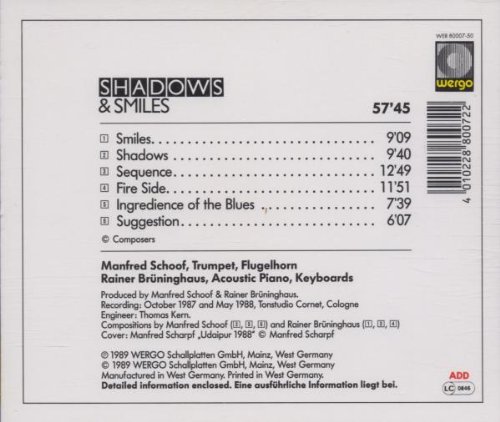 WER 80007-50
wergo
SHADOWS
& SMILES
57'45
1 Smiles. 9'09
2 Shadows 9'40
3 Sequence 12'49
4 Fire Side. 11'51
5 Ingredience of the Blues 7'39
6 Suggestion 6'07
© Composers
4 010228 800722
Manfred Schoof, Trumpet, Flugelhorn
Rainer Brüninghaus, Acoustic Piano, Keyboards
Produced by Manfred Schoof & Rainer Brüninghaus.
Recording: October 1987 and May 1988, Tonstudio Cornet, Cologne
Engineer: Thomas Kern.
Compositions by Manfred Schoof and Rainer Brüninghaus
Cover: Manfred Scharpf „Udaipur 1988” © Manfred Scharpf
℗ 1989 WERGO Schallplatten GmbH, Mainz, West Germany
© 1989 WERGO Schallplatten GmbH, Mainz, West Germany
Manufactured in West Germany. Printed in West Germany.
Detailed information enclosed. Eine ausführliche Information liegt bei.
ADD
LC 0846